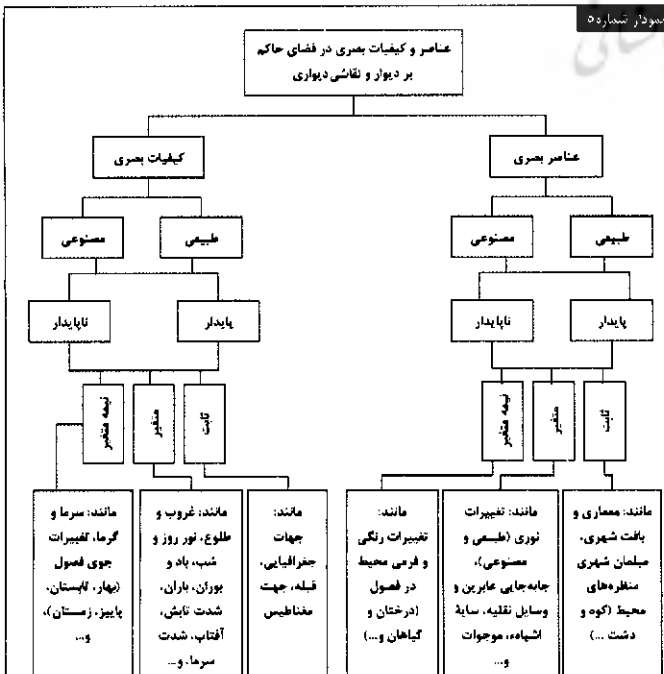 نمودار شماره ۵
عناصر و کیفیات بصری در فضای حاکم
بر دیوار و نقاشی دیواری
عناصر بصری
کیفیات بصری
طبیعی
مصنوعی
طبیعی
مصنوعی
پایدار
ناپایدار
پایدار
ناپایدار
ثابت
متغیر
نیمه متغیر
ثابت
متغیر
نیمه متغیر
مانند: معماری و
بافت شهری،
مبلمان شهری
منظره‌های
محیط (کوه و
دشت ...)
مانند: تغییرات
نوری (طبیعی و
مصنوعی)،
جابه‌جایی عابرین و
وسایل نقلیه، سایهٔ
اشیاء، موجوات
و...
مانند:
تغییرات رنگی
و فرمی محیط
در فصول
(درختان و
گیاهان و...)
مانند:
جهات
جغرافیایی،
قبله، جهت
مغناطیس
مانند: غروب و
طلوع، نور روز و
شب، باد و
بوران، باران،
شدت تابش،
آفتاب، شدت
سرما، و...
مانند: سرما و
گرما، تغییرات
جوی فصول
(بهار، تابستان،
پاییز، زمستان)،
و...